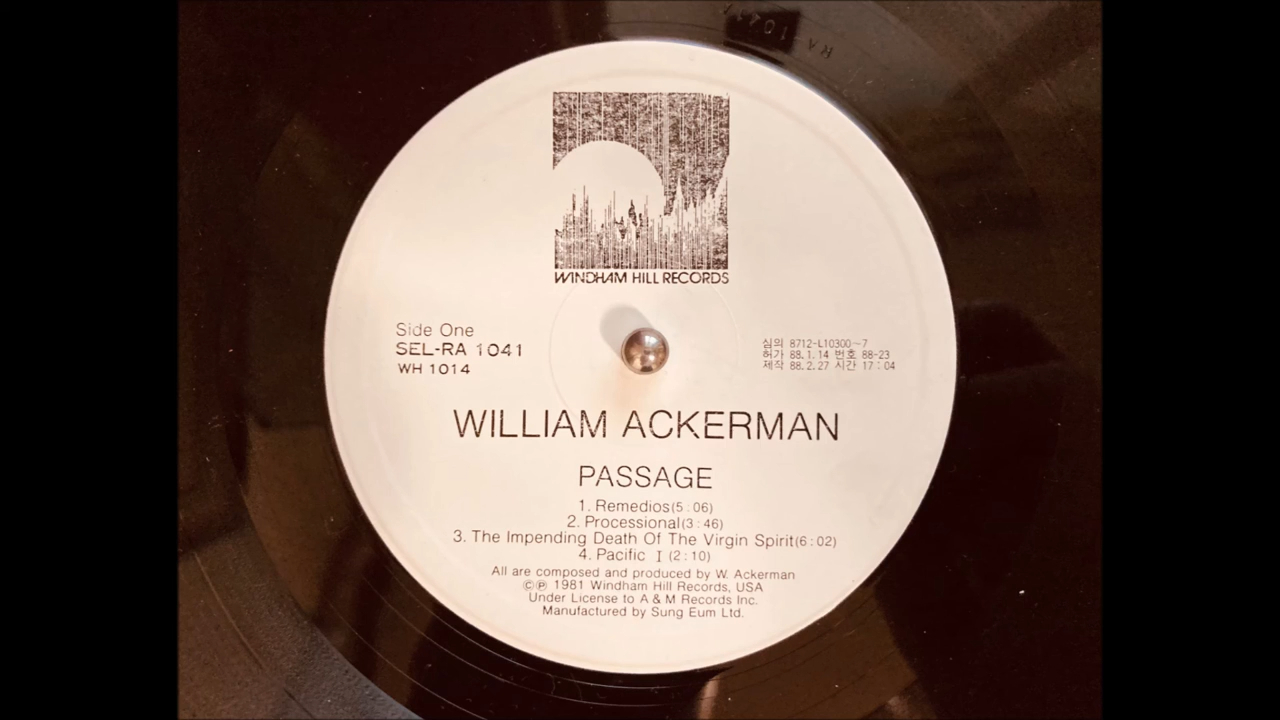 WINDHAM HILL RECORDS
Side One
SEL-RA 1041
WH 1014
심의 8712-L10300~7
허가 88.1.14 번호 88-23
제작 88.2.27 시간 17:04
WILLIAM ACKERMAN
PASSAGE
1. Remedios(5:06)
2. Processional(3:46)
3. The Impending Death Of The Virgin Spirit(6:02)
4. Pacific I (2:10)
All are composed and produced by W. Ackerman
©℗ 1981 Windham Hill Records, USA
Under License to A & M Records Inc.
Manufactured by Sung Eum Ltd.